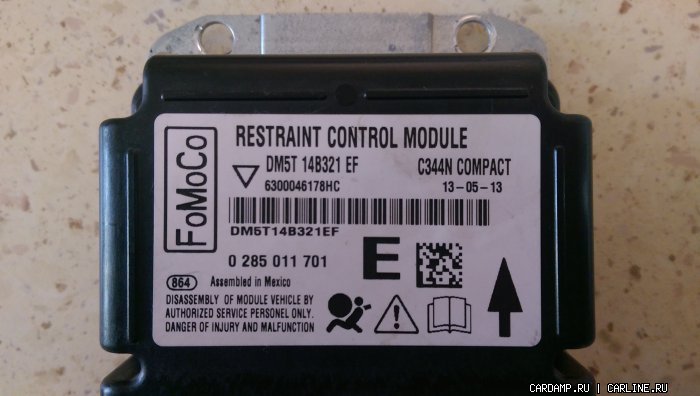 FoMoCo
RESTRAINT CONTROL MODULE
DM5T 14B321 EF C344N COMPACT
6300046178HC 13-05-13
DM5T14B321EF
0 285 011 701 E
864 Assembled in Mexico
DISASSEMBLY OF MODULE VEHICLE BY
AUTHORIZED SERVICE PERSONEL ONLY.
DANGER OF INJURY AND MALFUNCTION
CARDAMP.RU | CARLINE.RU